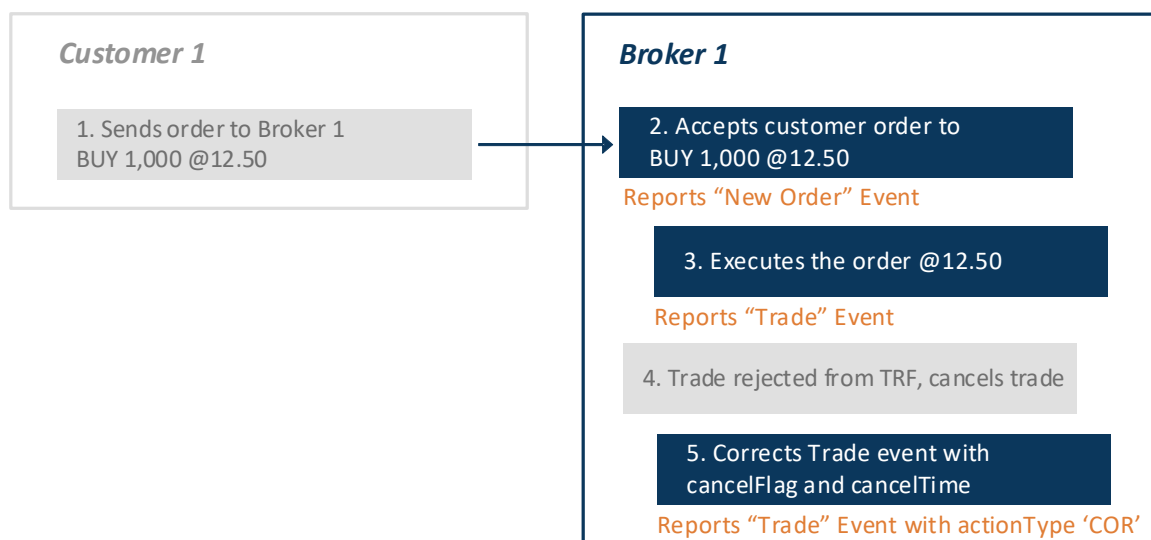 Customer 1
1. Sends order to Broker 1
BUY 1,000 @12.50
Broker 1
2. Accepts customer order to
BUY 1,000 @12.50
Reports “New Order” Event
3. Executes the order @12.50
Reports “Trade” Event
4. Trade rejected from TRF, cancels trade
5. Corrects Trade event with
cancelFlag and cancelTime
Reports “Trade” Event with actionType ‘COR’